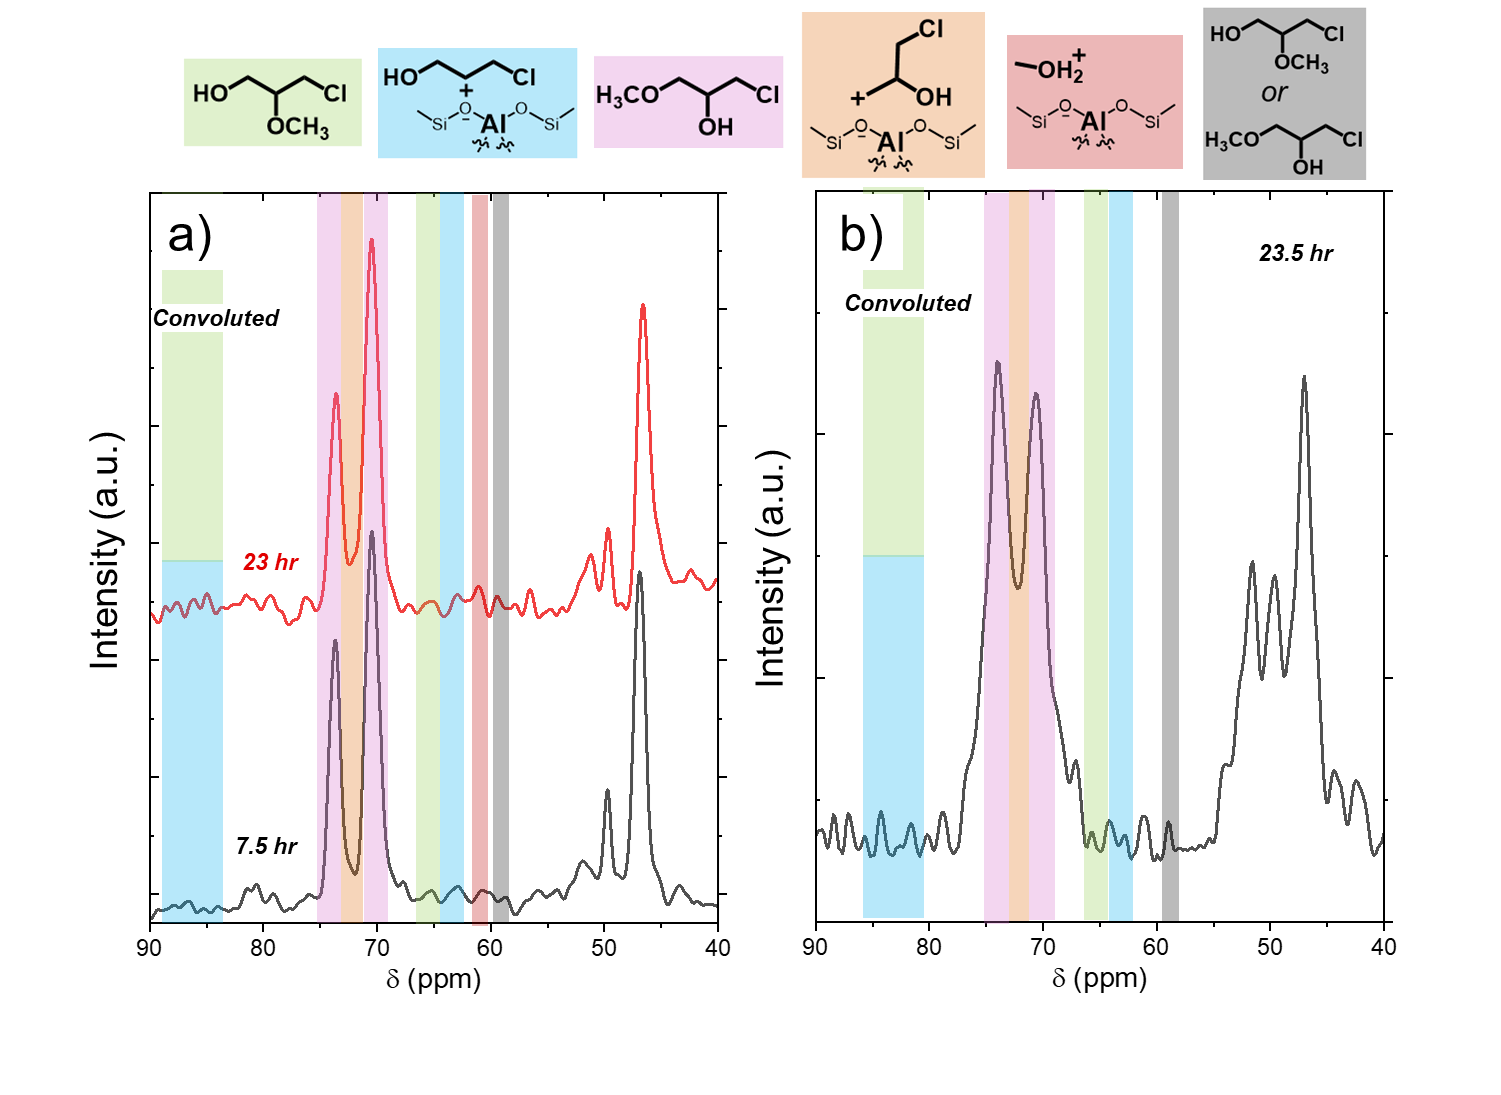 HO Cl
OCH3
HO Cl
+
Si O - Al O Si
H3CO Cl
OH
Cl
+ OH
Si O - Al O Si
OH2+
Si O - Al O Si
HO Cl
OCH3
or
H3CO Cl
OH
a)
Convoluted
23 hr
7.5 hr
Intensity (a.u.)
90 80 70 60 50 40
δ (ppm)
b)
23.5 hr
Convoluted
Intensity (a.u.)
90 80 70 60 50 40
δ (ppm)